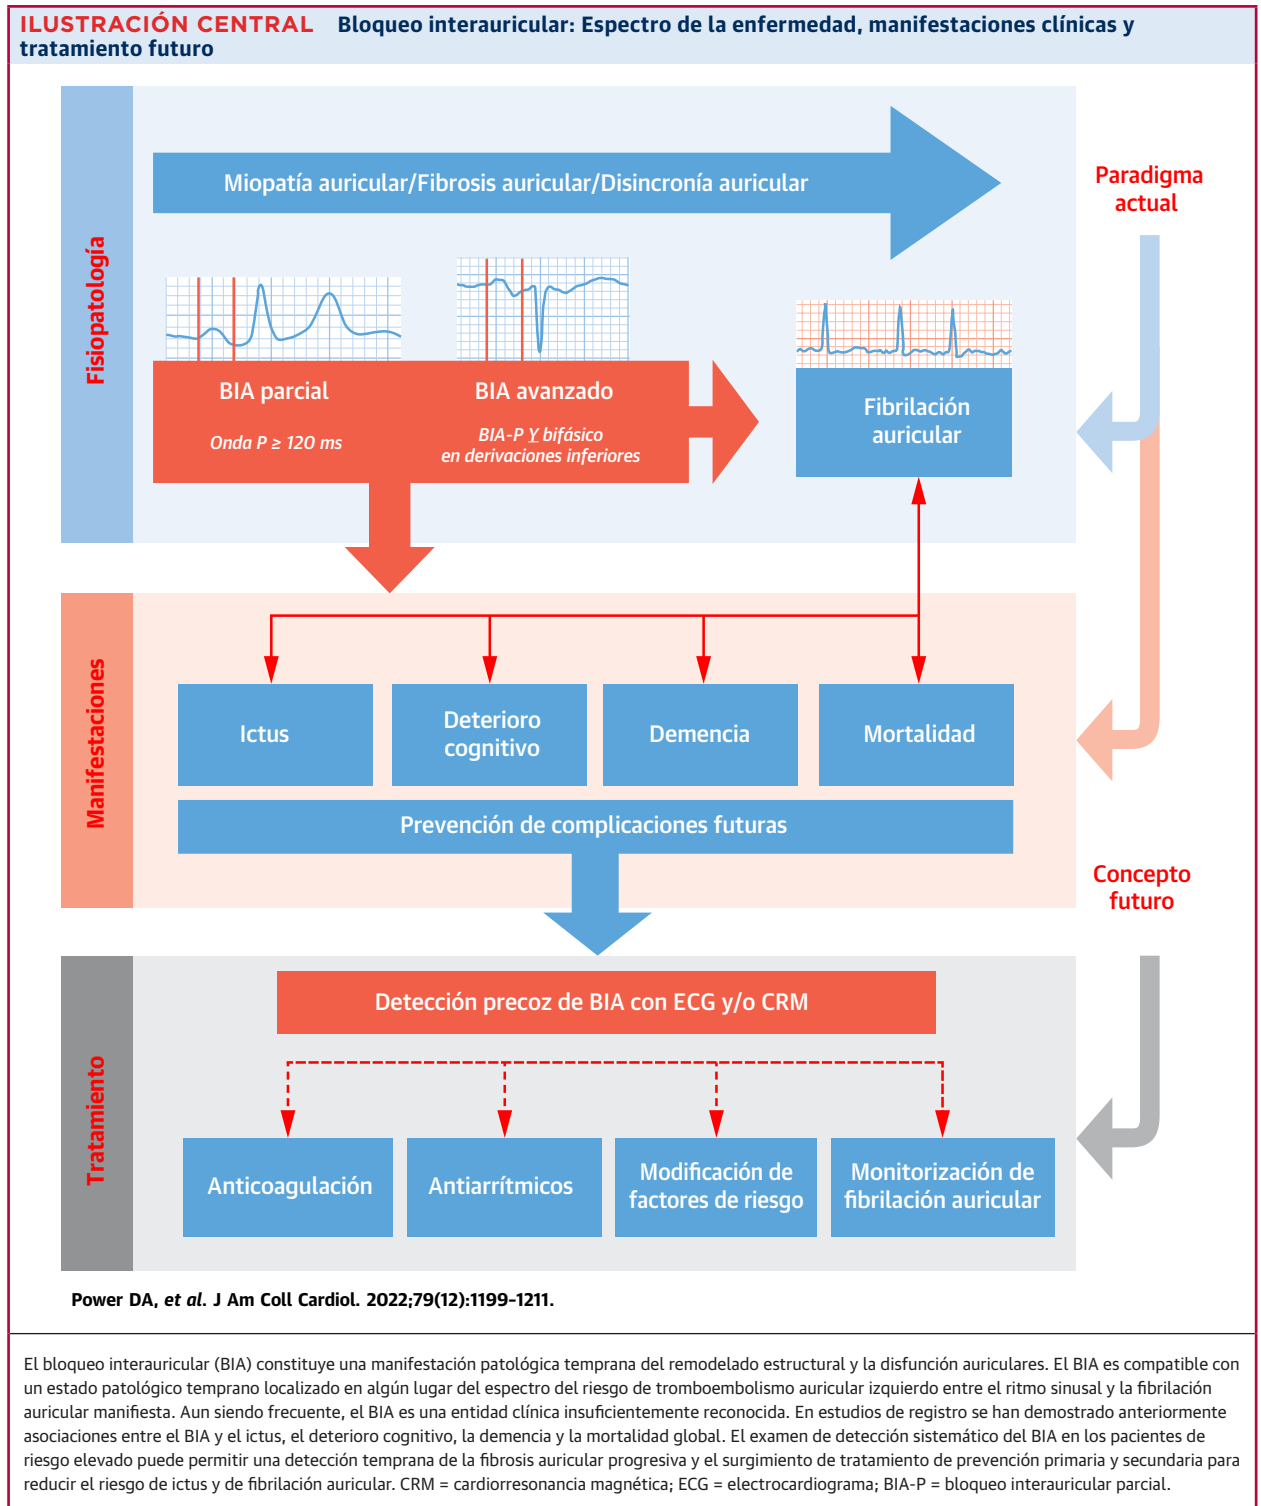 ILUSTRACIÓN CENTRAL Bloqueo interauricular: Espectro de la enfermedad, manifestaciones clínicas y
tratamiento futuro
Fisiopatología
Miopatía auricular/Fibrosis auricular/Disincronía auricular
Paradigma
actual
BIA parcial
Onda P ≥ 120 ms
BIA avanzado
BIA-P Y bifásico
en derivaciones inferiores
Fibrilación
auricular
Manifestaciones
Ictus
Deterioro
cognitivo
Demencia
Mortalidad
Prevención de complicaciones futuras
Concepto
futuro
Tratamiento
Detección precoz de BIA con ECG y/o CRM
Anticoagulación
Antiarrítmicos
Modificación de
factores de riesgo
Monitorización de
fibrilación auricular
Power DA, et al. J Am Coll Cardiol. 2022;79(12):1199-1211.
El bloqueo interauricular (BIA) constituye una manifestación patológica temprana del remodelado estructural y la disfunción auriculares. El BIA es compatible con
un estado patológico temprano localizado en algún lugar del espectro del riesgo de tromboembolismo auricular izquierdo entre el ritmo sinusal y la fibrilación
auricular manifiesta. Aun siendo frecuente, el BIA es una entidad clínica insuficientemente reconocida. En estudios de registro se han demostrado anteriormente
asociaciones entre el BIA y el ictus, el deterioro cognitivo, la demencia y la mortalidad global. El examen de detección sistemático del BIA en los pacientes de
riesgo elevado puede permitir una detección temprana de la fibrosis auricular progresiva y el surgimiento de tratamiento de prevención primaria y secundaria para
reducir el riesgo de ictus y de fibrilación auricular. CRM = cardiorresonancia magnética; ECG = electrocardiograma; BIA-P = bloqueo interauricular parcial.